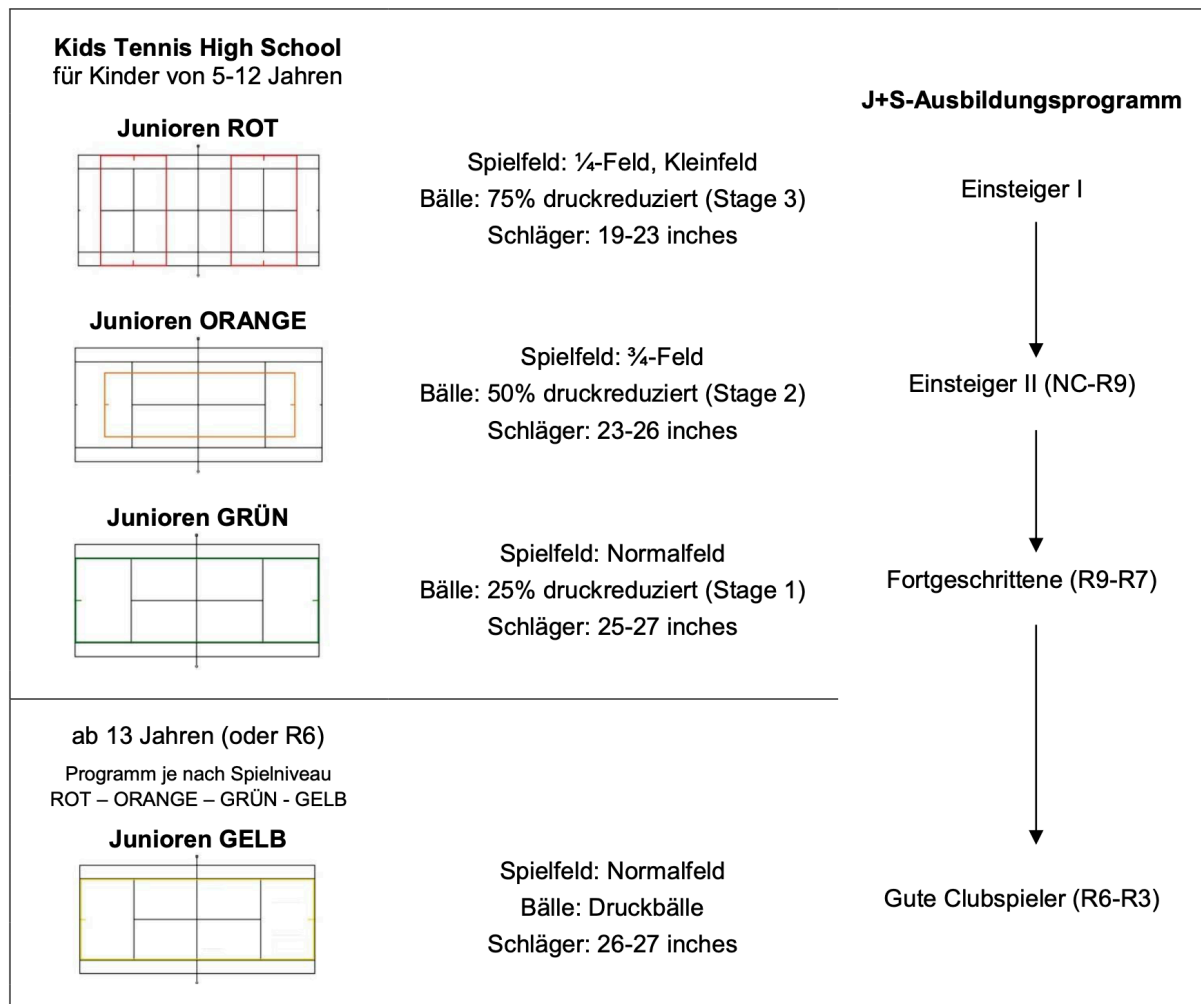 Kids Tennis High School
für Kinder von 5-12 Jahren
J+S-Ausbildungsprogramm
Junioren ROT
Spielfeld: ¼-Feld, Kleinfeld
Bälle: 75% druckreduziert (Stage 3)
Schläger: 19-23 inches
Einsteiger I
Junioren ORANGE
Spielfeld: ¾-Feld
Bälle: 50% druckreduziert (Stage 2)
Schläger: 23-26 inches
Einsteiger II (NC-R9)
Junioren GRÜN
Spielfeld: Normalfeld
Bälle: 25% druckreduziert (Stage 1)
Schläger: 25-27 inches
Fortgeschrittene (R9-R7)
ab 13 Jahren (oder R6)
Programm je nach Spielniveau
ROT – ORANGE – GRÜN - GELB
Junioren GELB
Spielfeld: Normalfeld
Bälle: Druckbälle
Schläger: 26-27 inches
Gute Clubspieler (R6-R3)